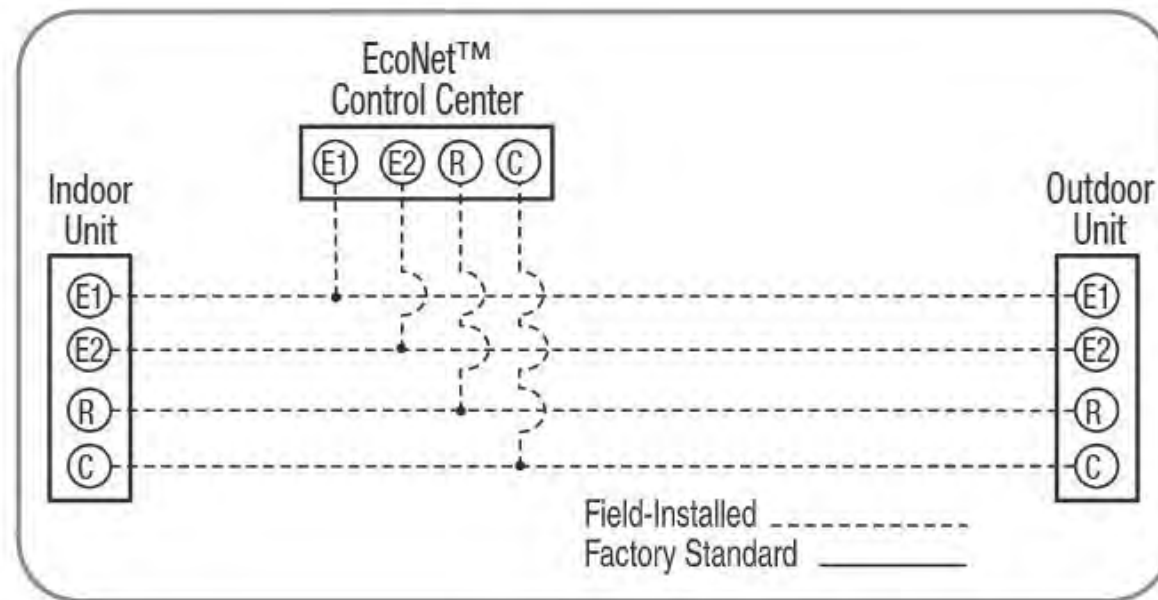 EcoNet™
Control Center
E1 E2 R C
Indoor
Unit
Outdoor
Unit
E1
E2
R
C
E1
E2
R
C
Field-Installed
Factory Standard